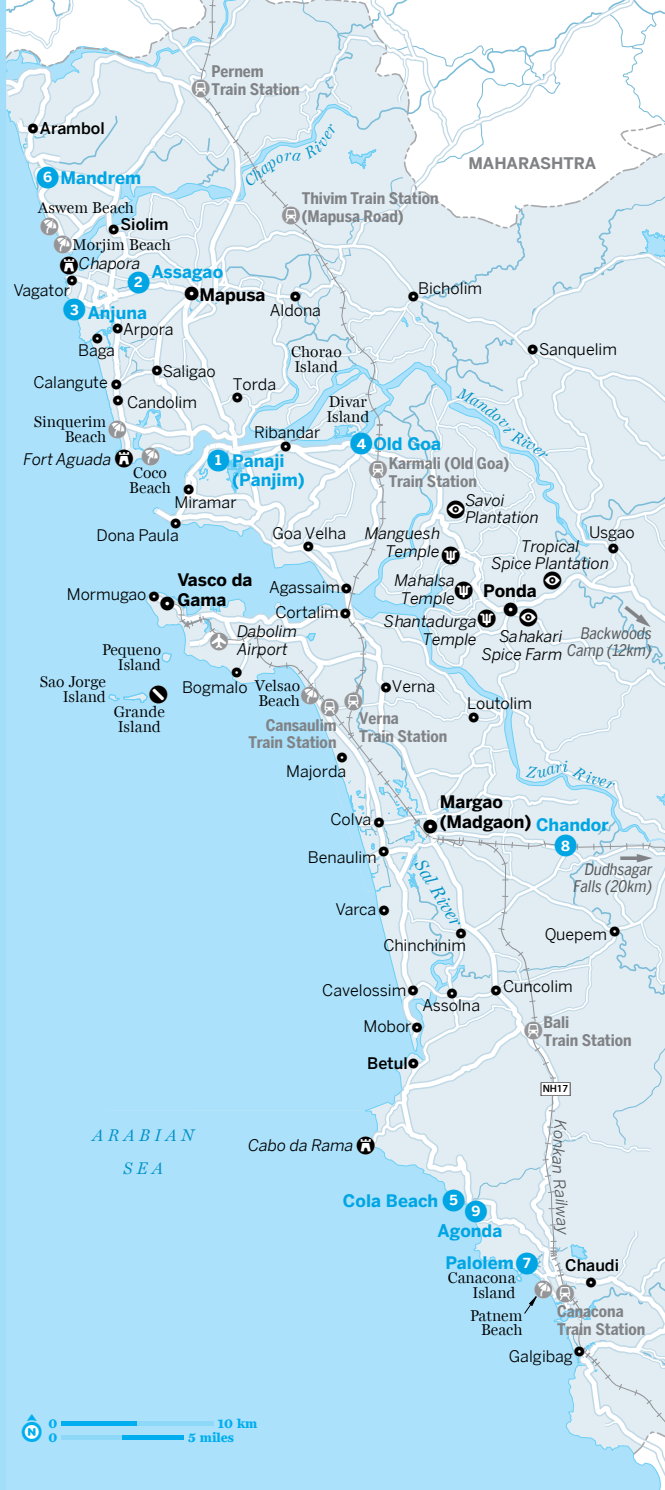 Pernem
Train Station
Arambol
Chapora River
MAHARASHTRA
6 Mandrem
Thivim Train Station
(Mapusa Road)
Aswem Beach
Siolim
Morjim Beach
Chapora
Assagao
2
Vagator
Mapusa
Bicholim
Aldona
3 Anjuna
Arpora
Baga
Sanquelim
Chorao
Island
Saligao
Calangute
Torda
Candolim
Mandovi River
Divar
Island
Sinquerim
Beach
Ribandar
4 Old Goa
Fort Aguada
1 Panaji
(Panjim)
Karmali (Old Goa)
Train Station
Coco
Beach
Miramar
Savoi
Plantation
Dona Paula
Goa Velha
Manguesh
Temple
Usgao
Tropical
Spice Plantation
Mahalsa
Temple
Ponda
Vasco da
Gama
Mormugao
Agassaim
Cortalim
Shantadurga
Temple
Sahakari
Spice Farm
Backwoods
Camp (12km)
Dabolim
Airport
Pequeno
Island
Sao Jorge
Island
Grande
Island
Bogmalo
Velsao
Beach
Verna
Loutolim
Cansaulim
Train Station
Verna
Train Station
Majorda
Zuari River
Margao
(Madgaon)
Colva
Chandor
8
Benaulim
Dudhsagar
Falls (20km)
Sal River
Varca
Chinchinim
Quepem
Cavelossim
Assolna
Cuncolim
Mobor
Bali
Train Station
Betul
NH17
ARABIAN
SEA
Cabo da Rama
Konkan Railway
Cola Beach 5
9
Agonda
Palolem 7
Chaudi
Canacona
Island
Patnem
Beach
Canacona
Train Station
Galgibag
N
0 10 km
0 5 miles